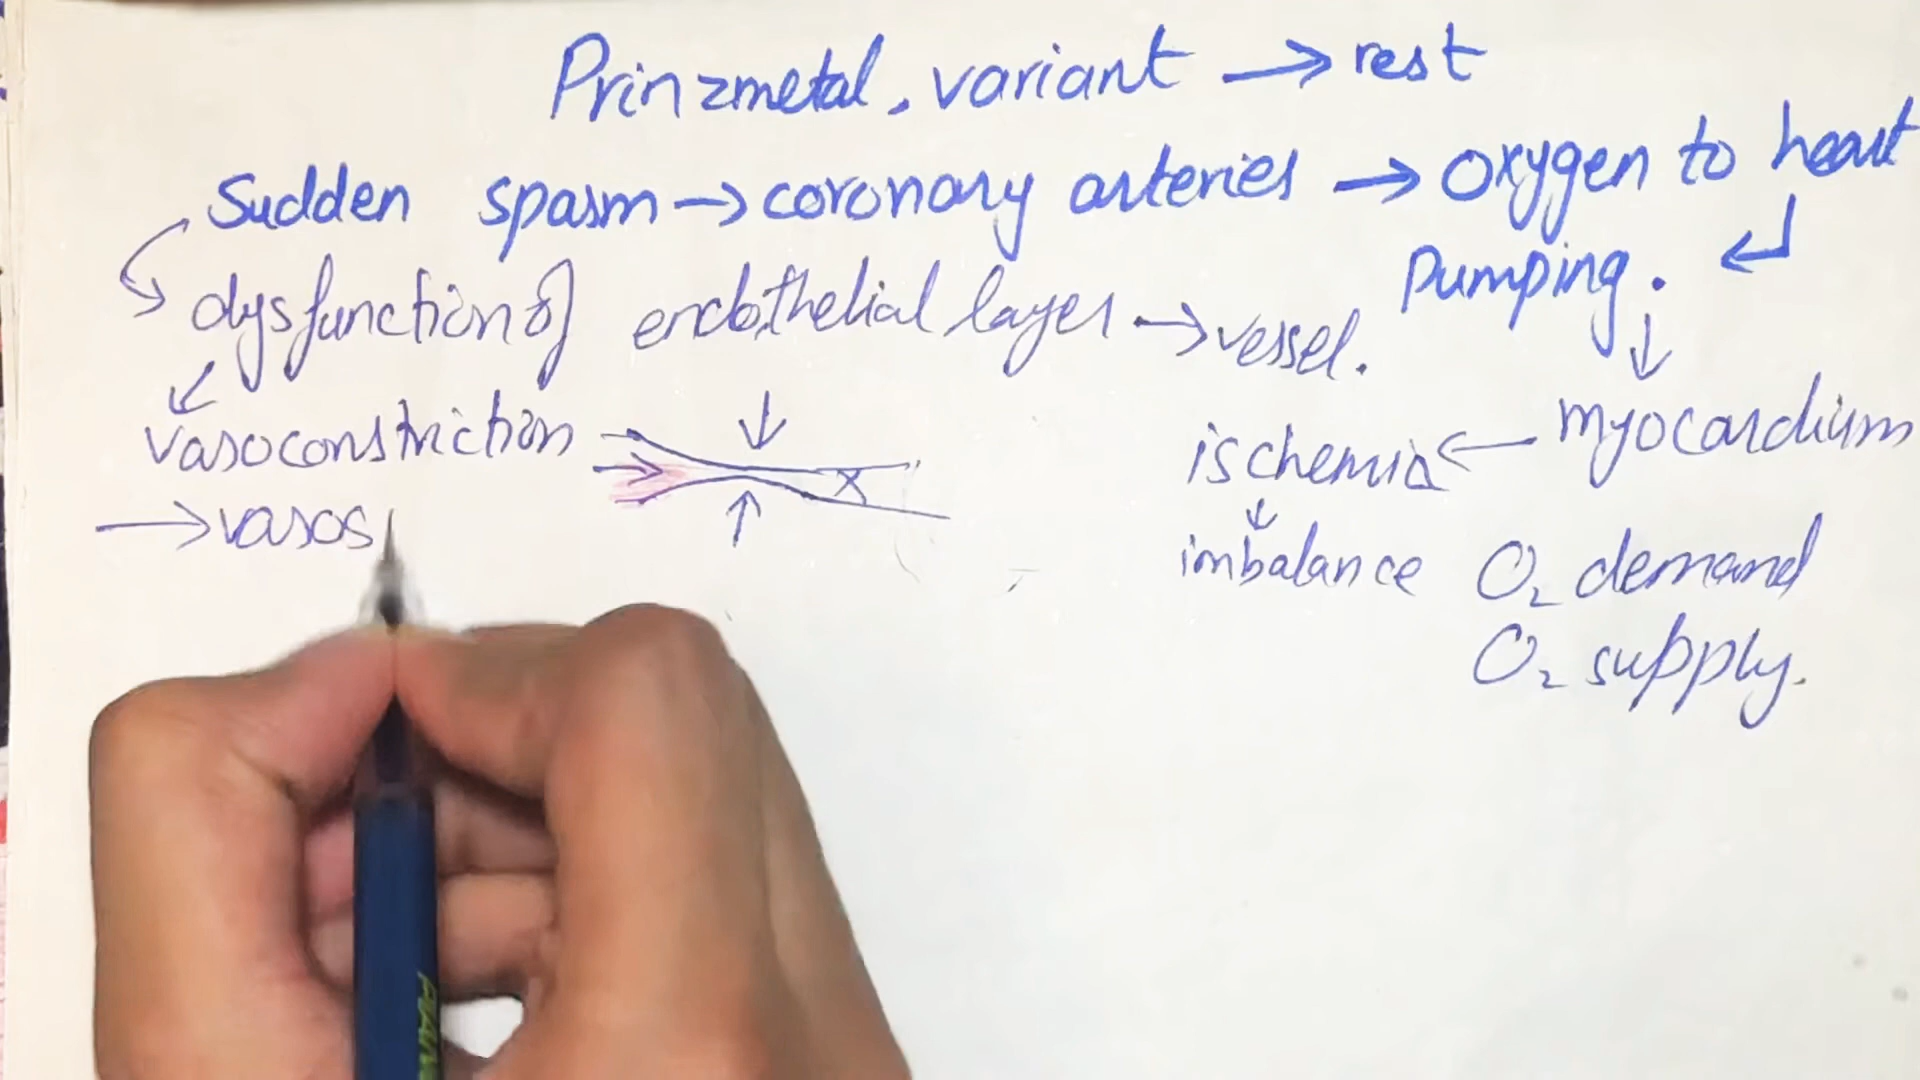 Prinzmetal. variant → rest
Sudden spasm → coronary arteries → oxygen to heart
pumping.
dysfunction of endothelial layer → vessel.
vasoconstriction
→ vasos
myocardium
ischemia ←
imbalance O₂ demand
O₂ supply.